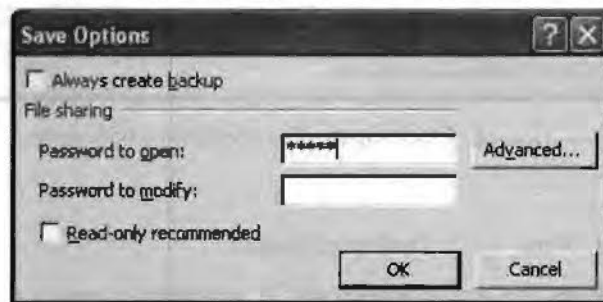 Save Options ? X
Always create backup
File sharing
Password to open: ***** Advanced...
Password to modify:
Read-only recommended
OK Cancel